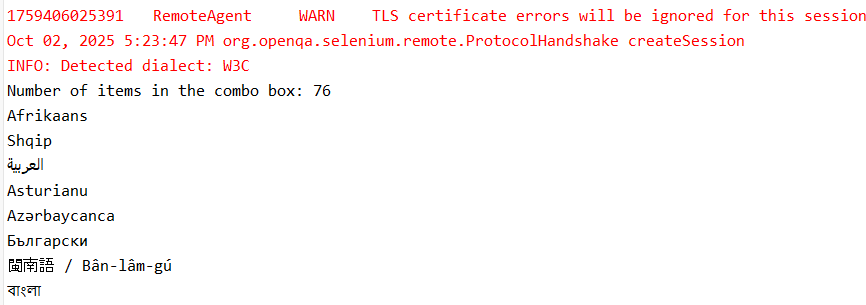 1759406025391 RemoteAgent WARN TLS certificate errors will be ignored for this session
Oct 02, 2025 5:23:47 PM org.openqa.selenium.remote.ProtocolHandshake createSession
INFO: Detected dialect: W3C
Number of items in the combo box: 76
Afrikaans
Shqip
العربية
Asturianu
Azərbaycanca
Български
閩南語 / Bân-lâm-gú
বাংলা